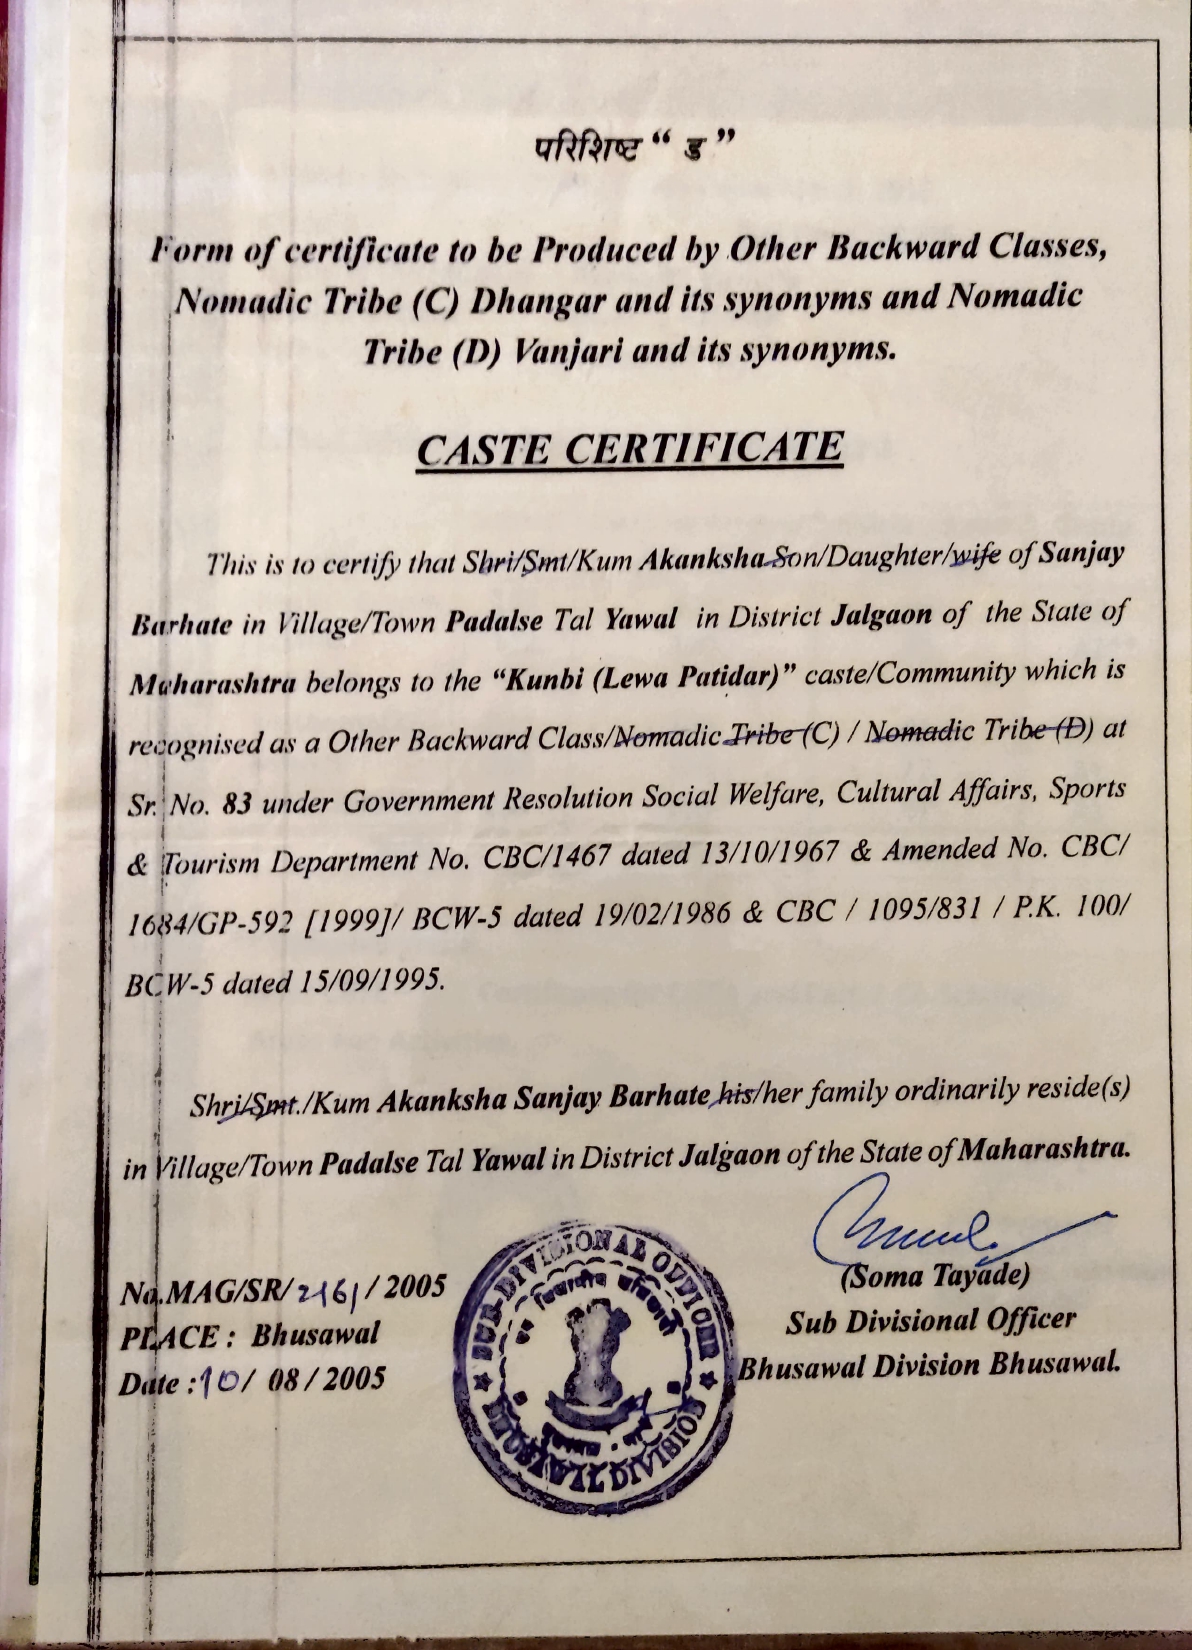 परिशिष्ट “ ड ”
Form of certificate to be Produced by Other Backward Classes,
Nomadic Tribe (C) Dhangar and its synonyms and Nomadic
Tribe (D) Vanjari and its synonyms.
CASTE CERTIFICATE
This is to certify that Shri/Smt/Kum Akanksha Son/Daughter/wife of Sanjay
Barhate in Village/Town Padalse Tal Yawal in District Jalgaon of the State of
Maharashtra belongs to the “Kunbi (Lewa Patidar)” caste/Community which is
recognised as a Other Backward Class/Nomadic Tribe (C) / Nomadic Tribe (D) at
Sr. No. 83 under Government Resolution Social Welfare, Cultural Affairs, Sports
& Tourism Department No. CBC/1467 dated 13/10/1967 & Amended No. CBC/
1684/GP-592 [1999]/ BCW-5 dated 19/02/1986 & CBC / 1095/831 / P.K. 100/
BCW-5 dated 15/09/1995.
Shri/Smt./Kum Akanksha Sanjay Barhate his/her family ordinarily reside(s)
in Village/Town Padalse Tal Yawal in District Jalgaon of the State of Maharashtra.
(Soma Tayade)
Sub Divisional Officer
Bhusawal Division Bhusawal.
No.MAG/SR/2161/2005
PLACE : Bhusawal
Date :10/ 08/2005
SUB-DIVISIONAL OFFICER
BHUSAWAL DIVISION